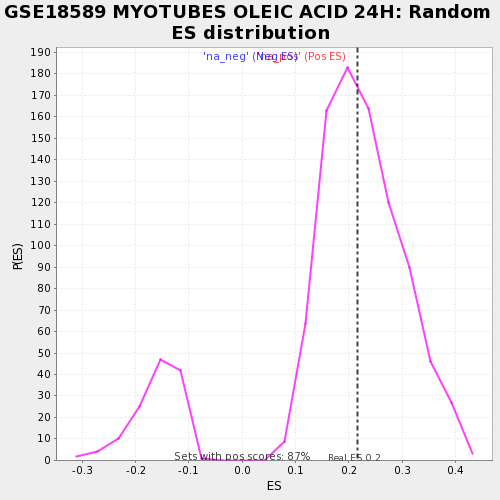 GSE18589 MYOTUBES OLEIC ACID 24H: Random
ES distribution
'na_neg' (Neg ES) 'na_pos' (Pos ES)
190
180
170
160
150
140
130
120
110
100
90
80
70
60
50
40
30
20
10
0
P(ES)
Sets with pos scores: 87% Real ES 0.2
-0.3 -0.2 -0.1 0.0 0.1 0.2 0.3 0.4
ES